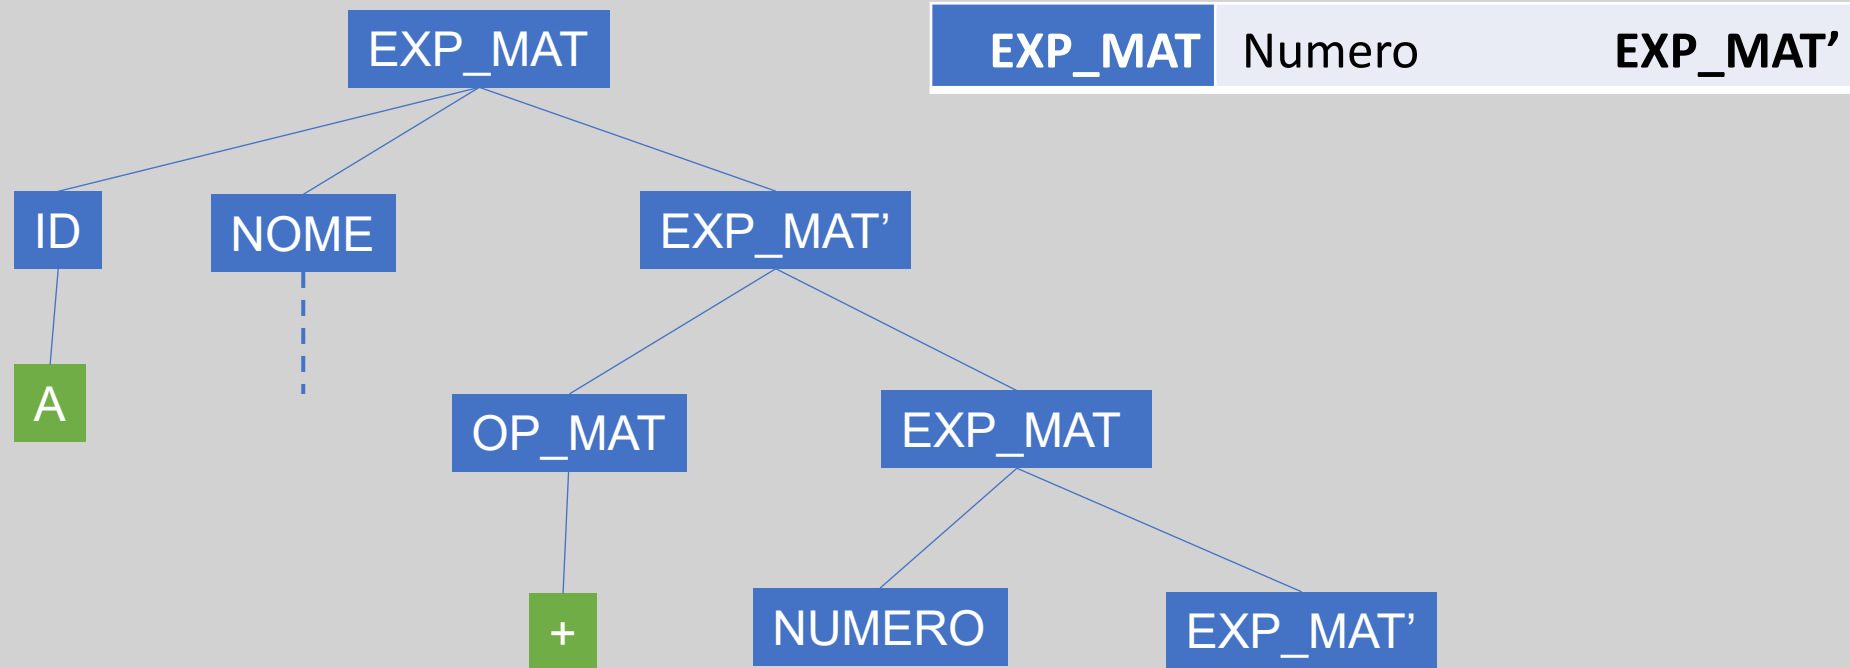 EXP_MAT
EXP_MAT Numero EXP_MAT’
ID NOME EXP_MAT’
A
OP_MAT EXP_MAT
+
NUMERO EXP_MAT’